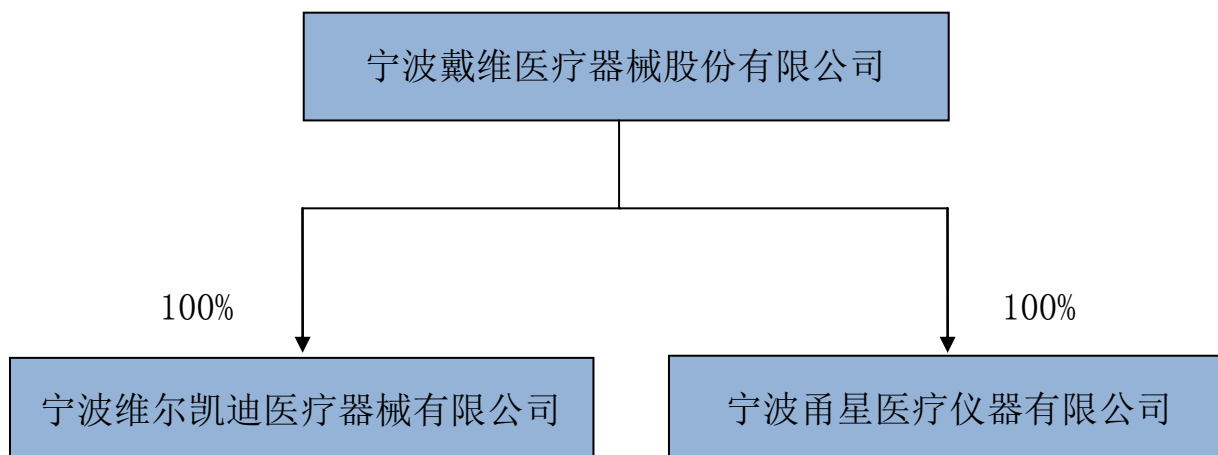 宁波戴维医疗器械股份有限公司
100%
100%
宁波维尔凯迪医疗器械有限公司
宁波甬星医疗仪器有限公司